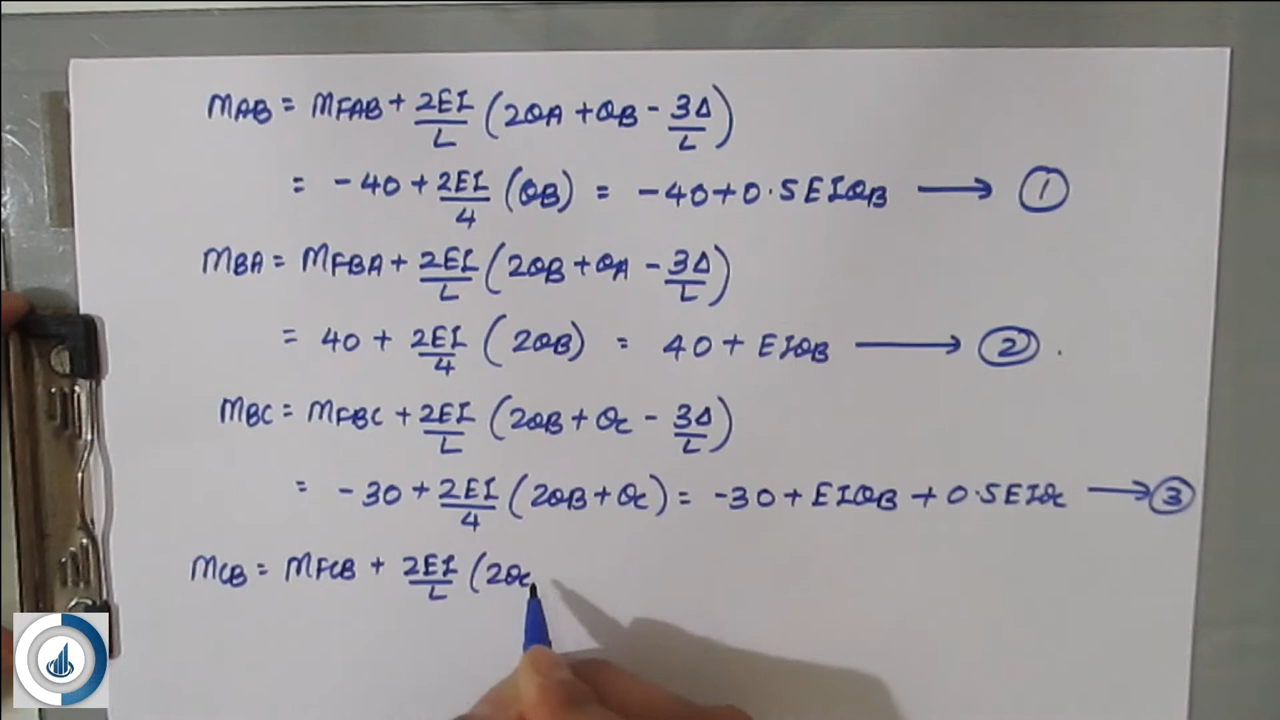 MAB = MFAB + 2EI/L (2θA + θB - 3Δ/L)
= -40 + 2EI/4 (θB) = -40 + 0.5EIθB ⟶ ①
MBA = MFBA + 2EI/L (2θB + θA - 3Δ/L)
= 40 + 2EI/4 (2θB) = 40 + EIθB ⟶ ② .
MBC = MFBC + 2EI/L (2θB + θC - 3Δ/L)
= -30 + 2EI/4 (2θB + θC) = -30 + EIθB + 0.5EIθC ⟶ ③
MCB = MFCB + 2EI/L (2θC